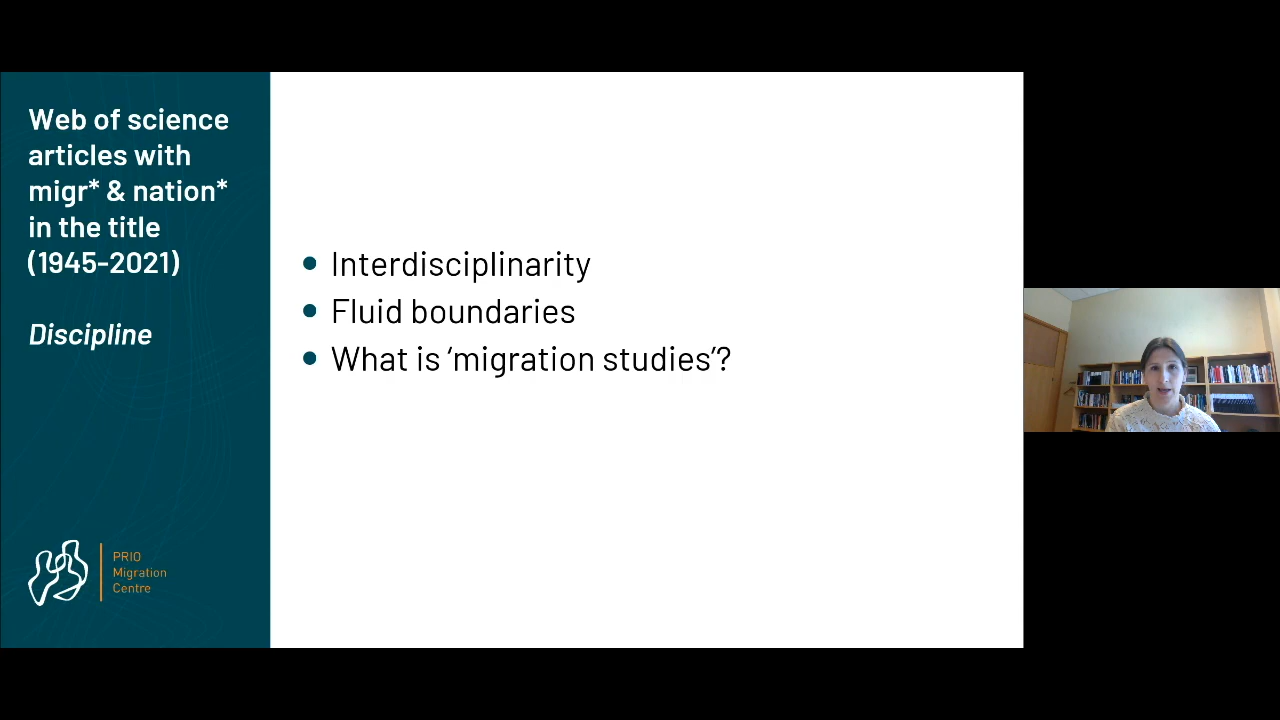 Web of science
articles with
migr* & nation*
in the title
(1945-2021)
Discipline
• Interdisciplinarity
• Fluid boundaries
• What is ‘migration studies’?
PRIO
Migration
Centre